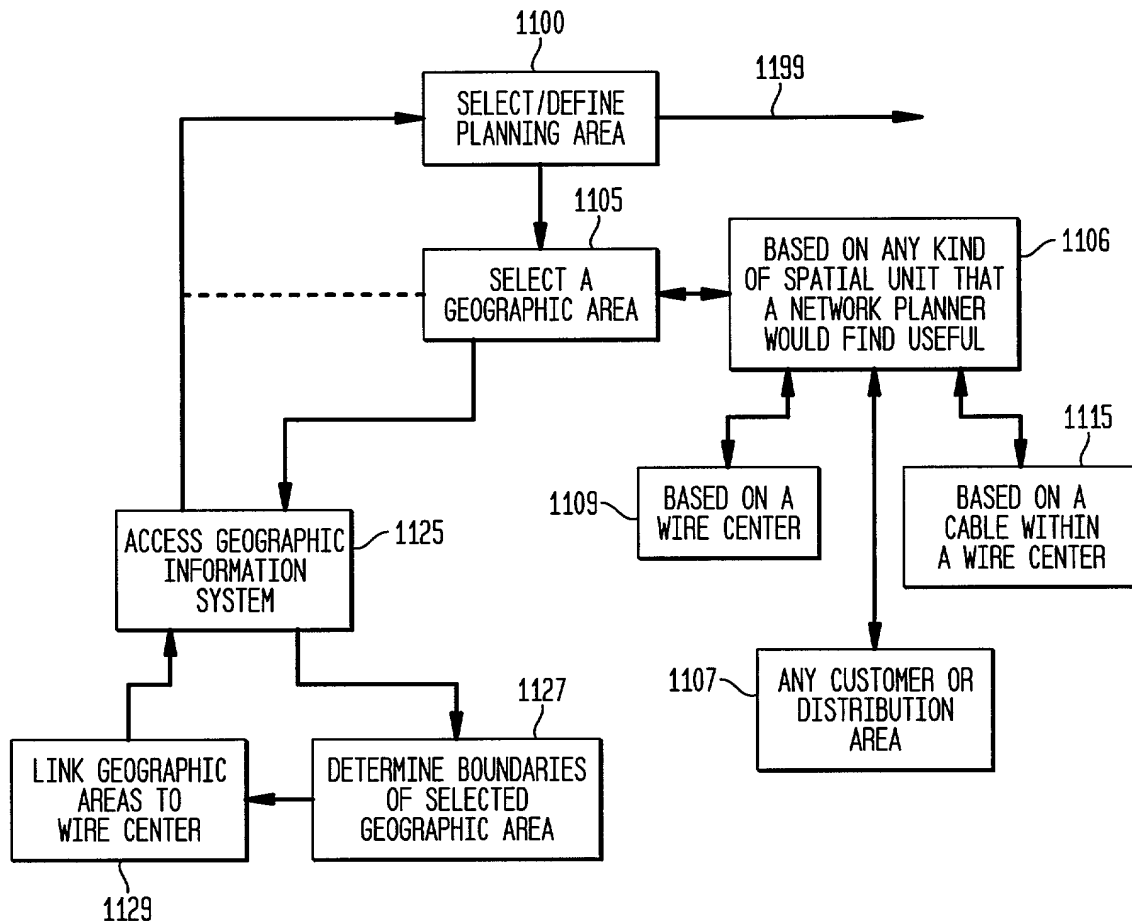 1100
SELECT/DEFINE
PLANNING AREA
1199
1105
SELECT A
GEOGRAPHIC AREA
BASED ON ANY KIND
OF SPATIAL UNIT THAT
A NETWORK PLANNER
WOULD FIND USEFUL
1106
1109
BASED ON A
WIRE CENTER
1115
BASED ON A
CABLE WITHIN
A WIRE CENTER
ACCESS GEOGRAPHIC
INFORMATION
SYSTEM
1125
1107
ANY CUSTOMER OR
DISTRIBUTION
AREA
1127
DETERMINE BOUNDARIES
OF SELECTED
GEOGRAPHIC AREA
LINK GEOGRAPHIC
AREAS TO
WIRE CENTER
1129